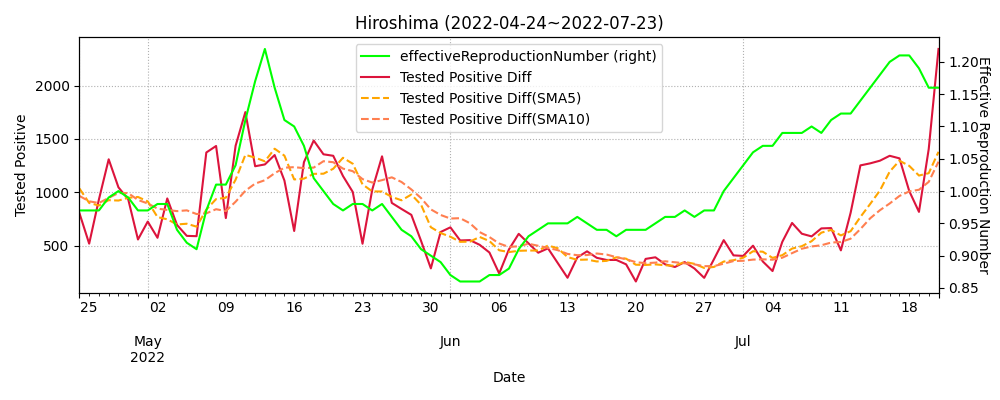 Hiroshima (2022-04-24~2022-07-23)
effectiveReproductionNumber (right)
Tested Positive Diff
Tested Positive Diff(SMA5)
Tested Positive Diff(SMA10)
Tested Positive
2000
1500
1000
500
Effective Reproduction Number
1.20
1.15
1.10
1.05
1.00
0.95
0.90
0.85
25 02 09 16 23 30 06 13 20 27 04 11 18
May Jun Jul
2022
Date